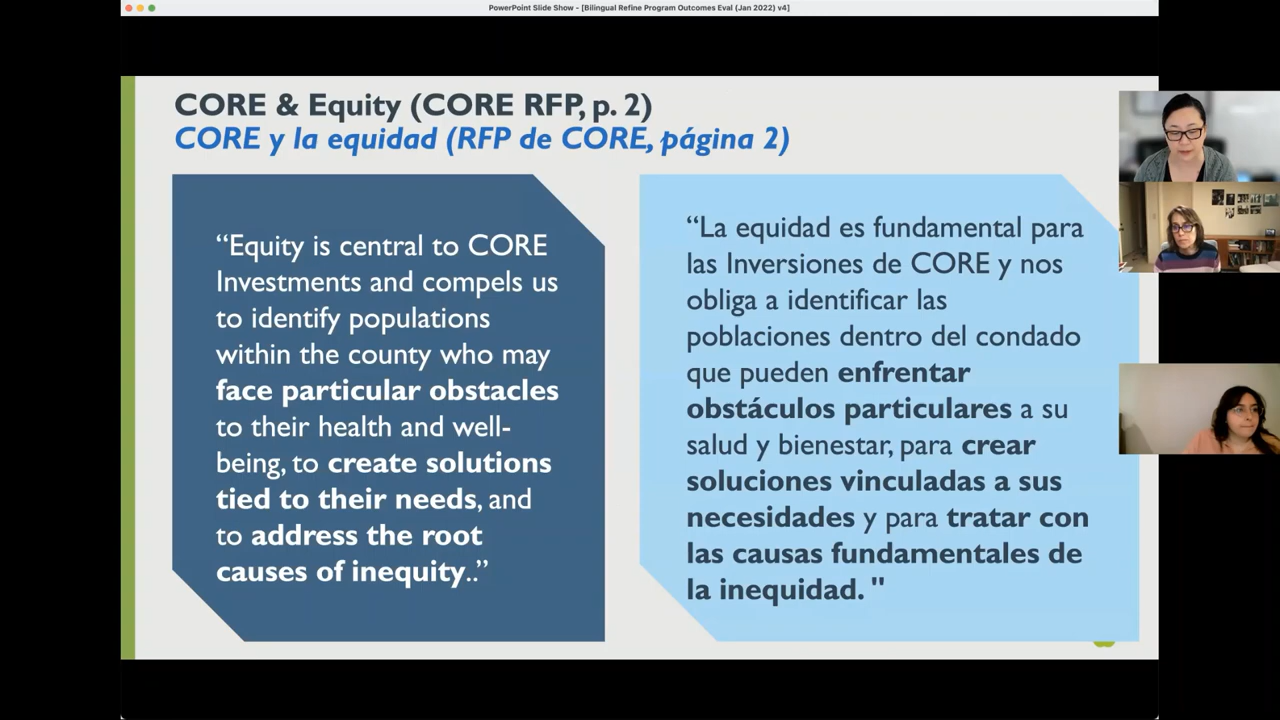 PowerPoint Slide Show - [Bilingual Refine Program Outcomes Eval (Jan 2022) v4]
CORE & Equity (CORE RFP, p. 2)
CORE y la equidad (RFP de CORE, página 2)
“Equity is central to CORE
Investments and compels us
to identify populations
within the county who may
face particular obstacles
to their health and well-
being, to create solutions
tied to their needs, and
to address the root
causes of inequity..”
“La equidad es fundamental para
las Inversiones de CORE y nos
obliga a identificar las
poblaciones dentro del condado
que pueden enfrentar
obstáculos particulares a su
salud y bienestar, para crear
soluciones vinculadas a sus
necesidades y para tratar con
las causas fundamentales de
la inequidad. "